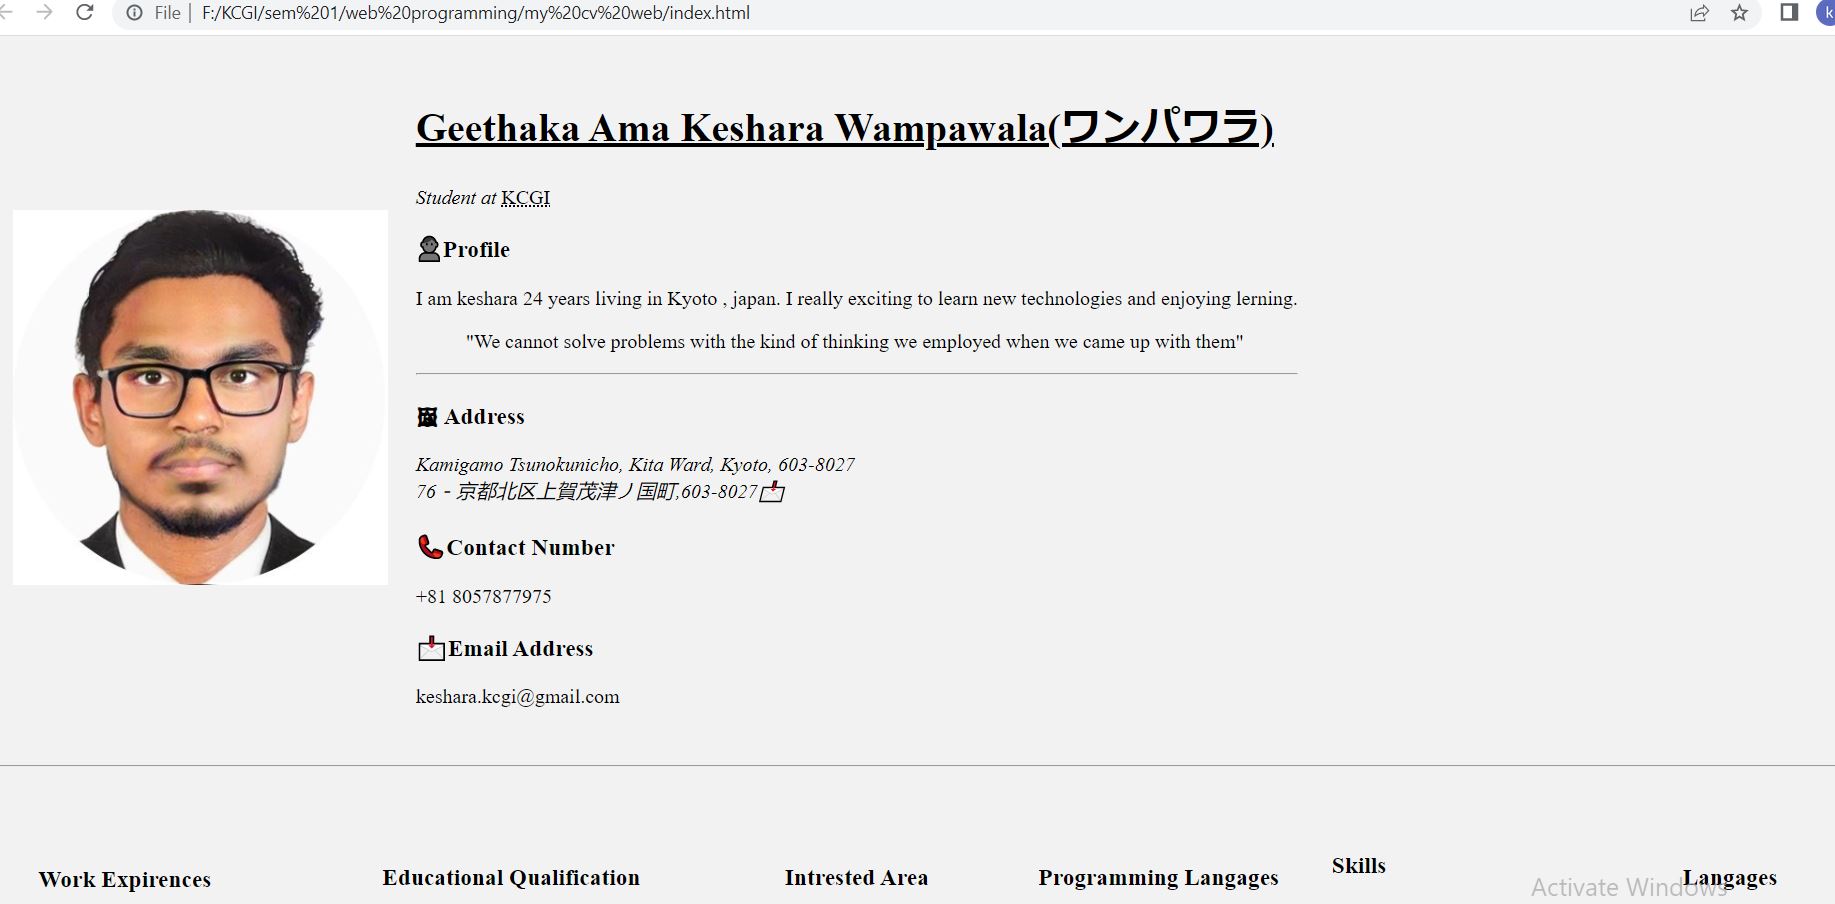 File | F:/KCGI/sem%201/web%20programming/my%20cv%20web/index.html
k
Geethaka Ama Keshara Wampawala(ワンパワラ)
Student at KCGI
Profile
I am keshara 24 years living in Kyoto , japan. I really exciting to learn new technologies and enjoying lerning.
"We cannot solve problems with the kind of thinking we employed when we came up with them"
Address
Kamigamo Tsunokunicho, Kita Ward, Kyoto, 603-8027
76 - 京都北区上賀茂津ノ国町,603-8027
Contact Number
+81 8057877975
Email Address
keshara.kcgi@gmail.com
Work Expirences
Educational Qualification
Intrested Area
Programming Langages
Skills
Langages
Activate Windows